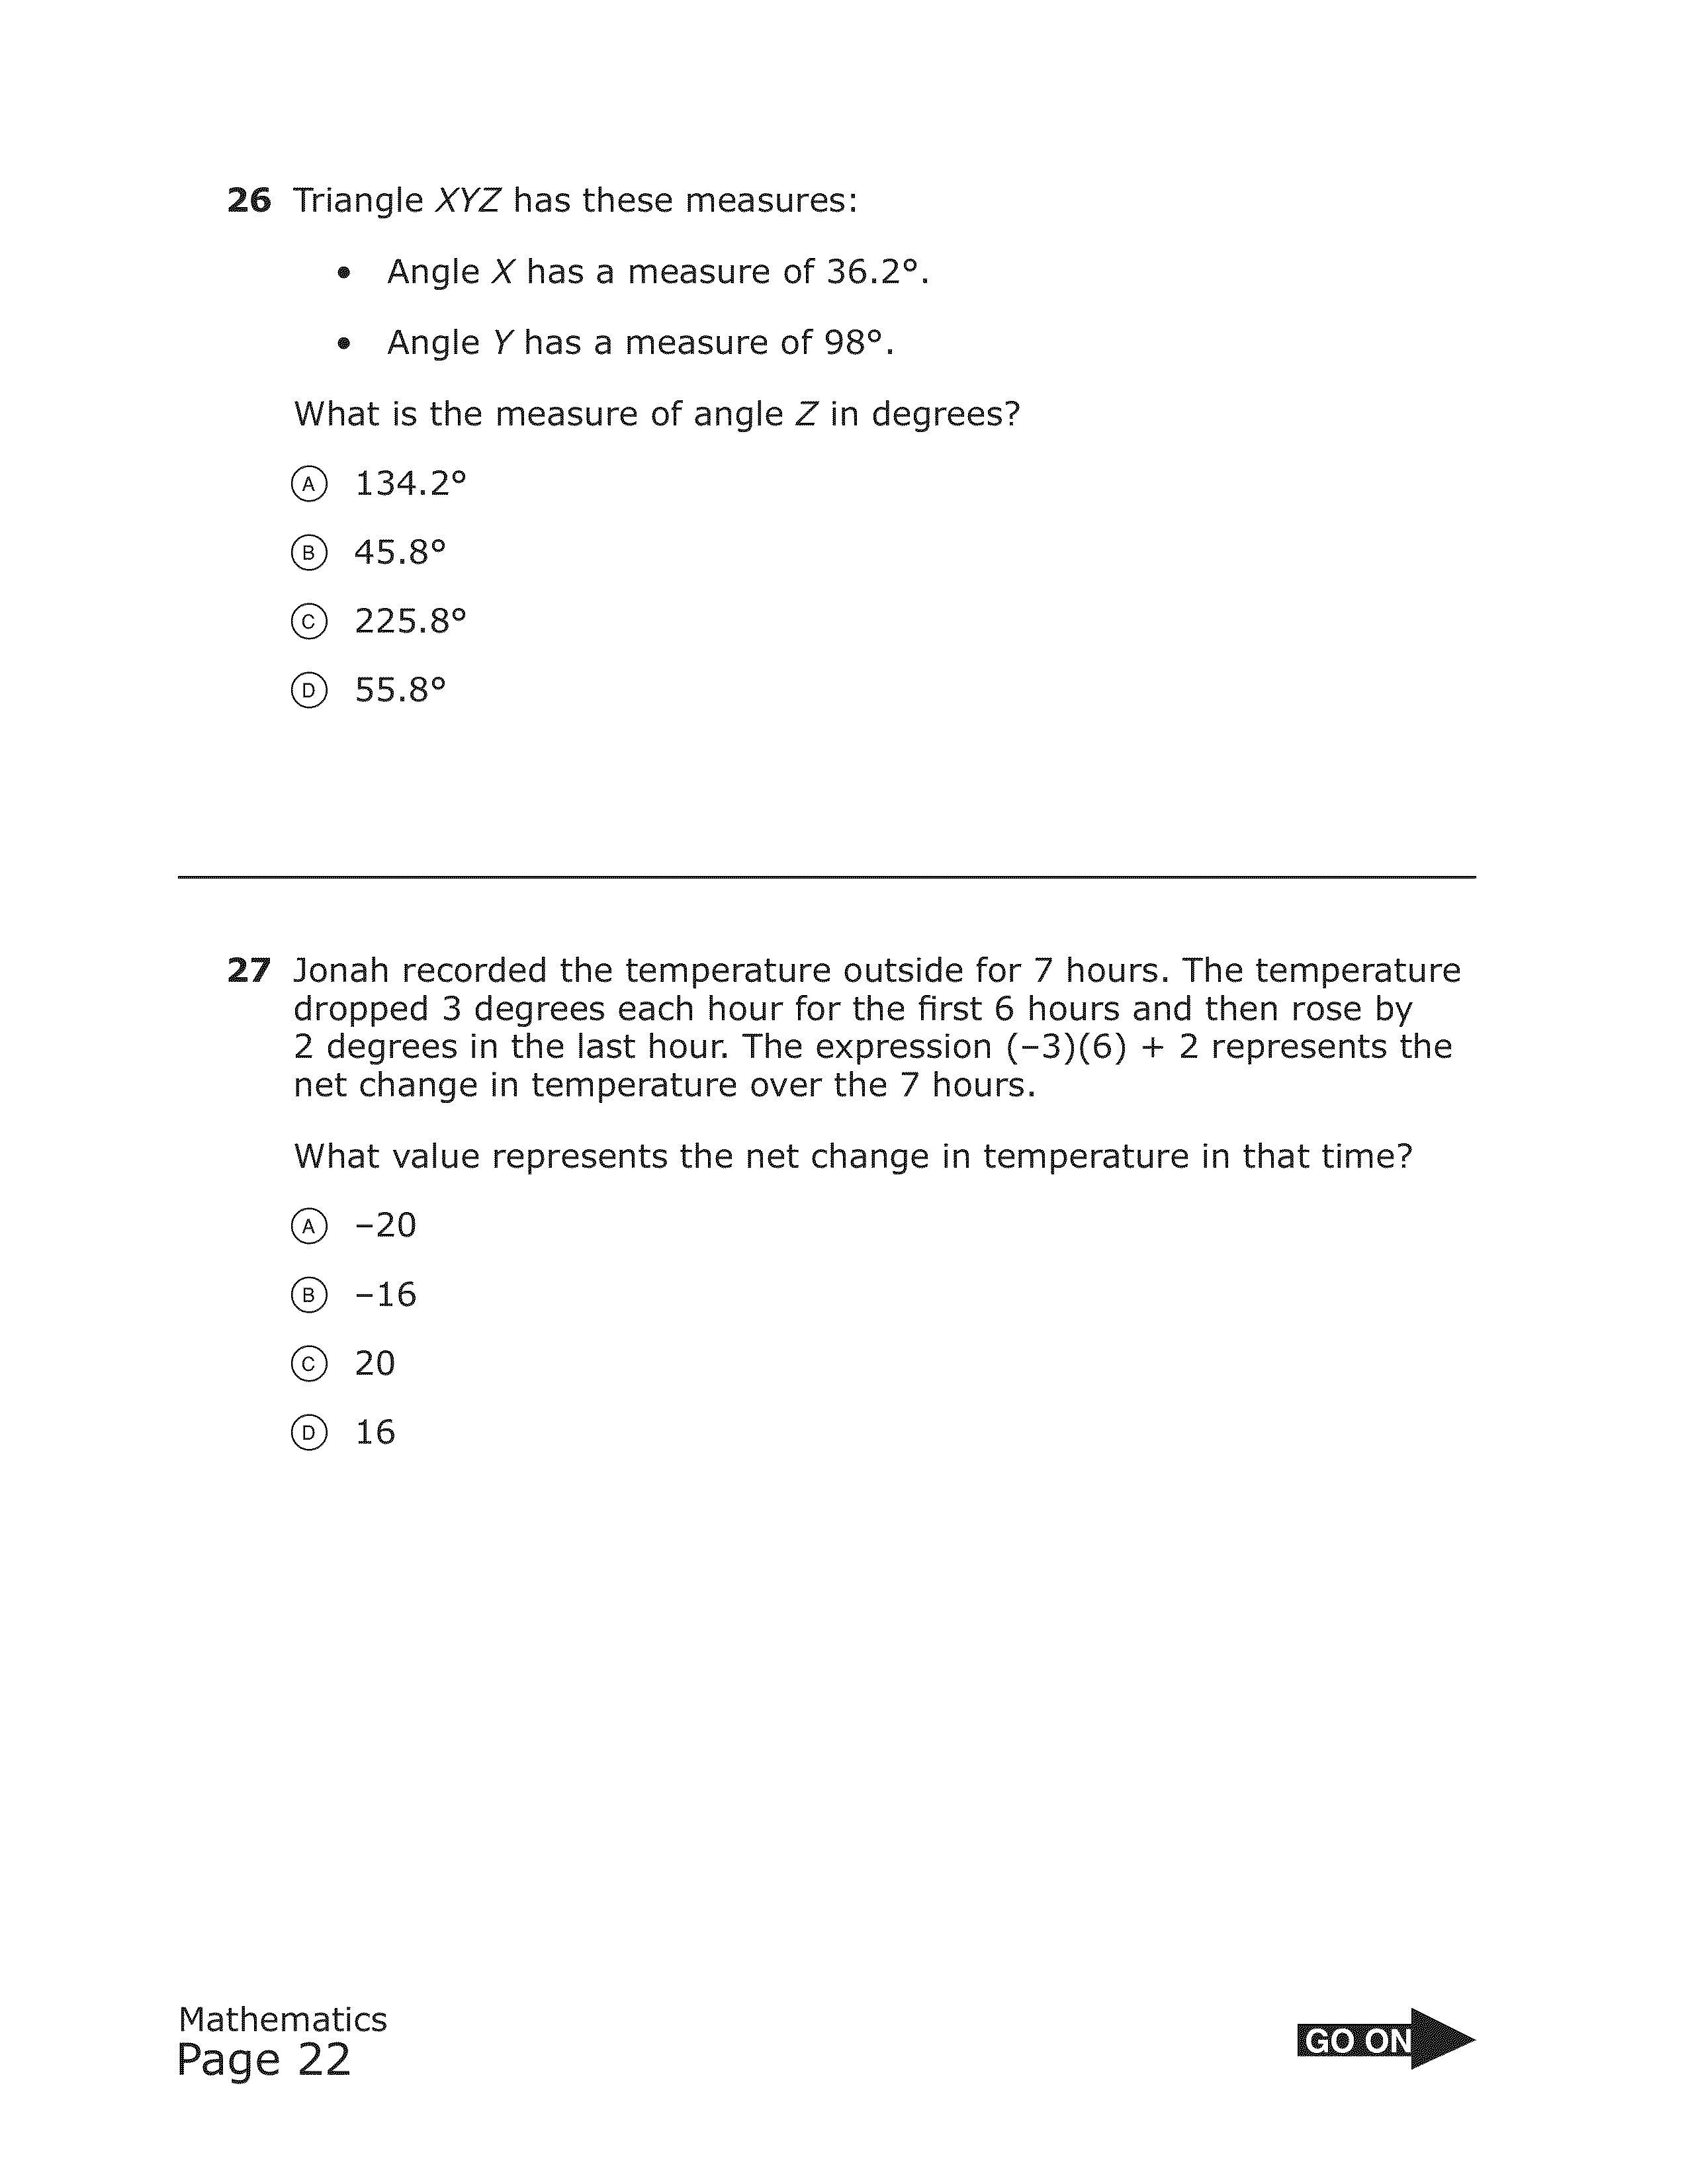 26 Triangle XYZ has these measures:
• Angle X has a measure of 36.2°.
• Angle Y has a measure of 98°.
What is the measure of angle Z in degrees?
A 134.2°
B 45.8°
C 225.8°
D 55.8°
27 Jonah recorded the temperature outside for 7 hours. The temperature
dropped 3 degrees each hour for the first 6 hours and then rose by
2 degrees in the last hour. The expression (–3)(6) + 2 represents the
net change in temperature over the 7 hours.
What value represents the net change in temperature in that time?
A –20
B –16
C 20
D 16
Mathematics
Page 22
GO ON